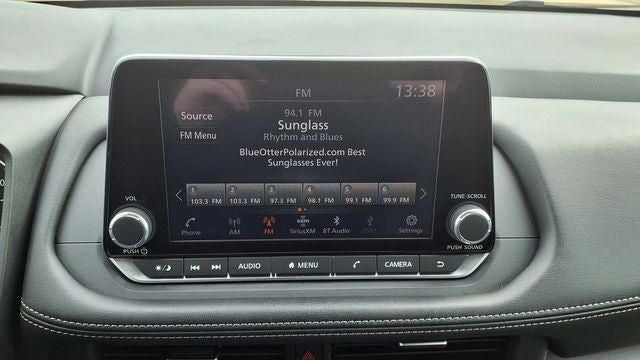 FM
13:38
Source
94.1 FM
Sunglass
Rhythm and Blues
FM Menu
BlueOtterPolarized.com Best
Sunglasses Ever!
1 2 3 4 5 6
103.3 FM 103.3 FM 97.3 FM 98.1 FM 99.1 FM 99.9 FM
VOL
TUNE·SCROLL
sxm
Phone AM FM SiriusXM BT Audio USB1 Settings
PUSH
PUSH SOUND
AUDIO MENU CAMERA